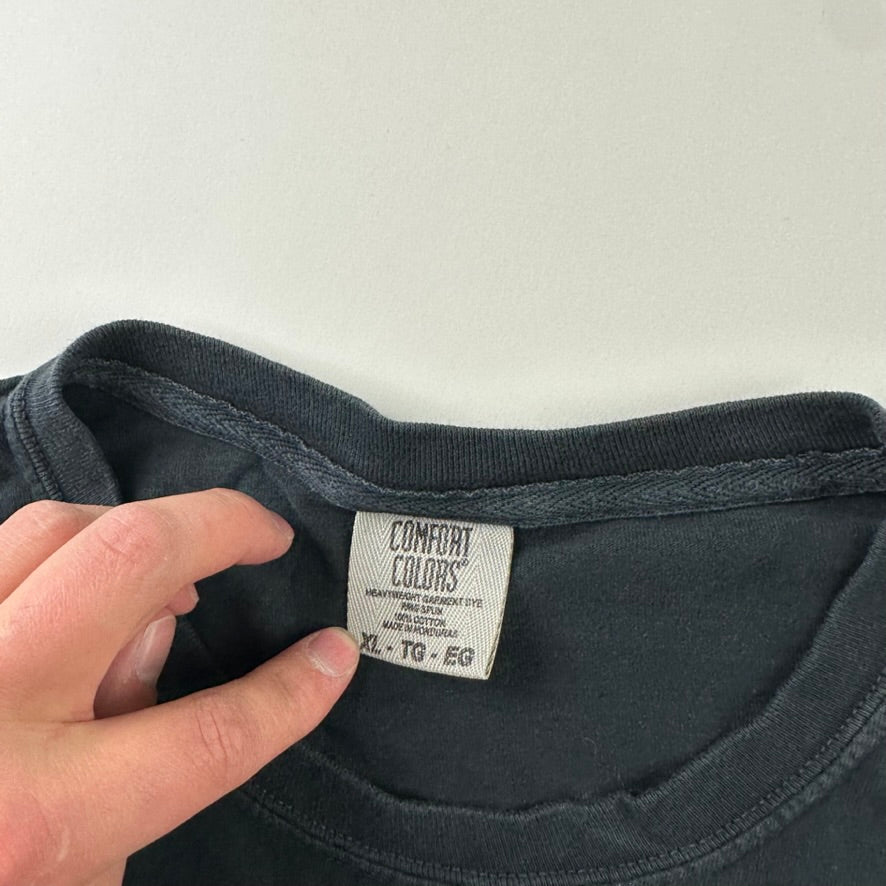 COMFORT
COLORS®
HEAVYWEIGHT GARMENT DYE
RING SPUN
100% COTTON
MADE IN HONDURAS
XL - TG - EG